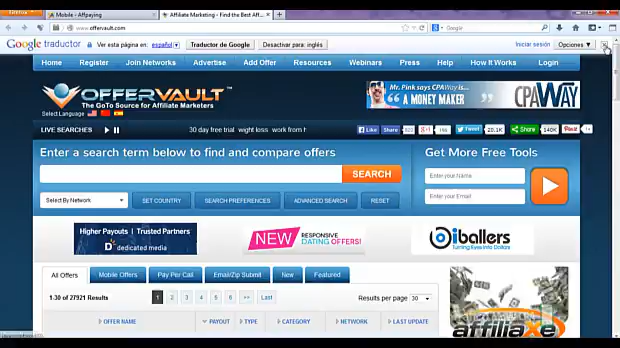 Mobile - Affpaying
Affiliate Marketing - Find the Best Aff...
www.offervault.com
Google
Google traductor
Ver esta página en: español
Traductor de Google
Desactivar para: inglés
Iniciar sesión
Opciones
Home Register Join Networks Advertise Add Offer Resources Webinars Press Help How It Works Login
OFFERVAULT
The GoTo Source for Affiliate Marketers
Select Language
Mr. Pink says CPAWay is...
A MONEY MAKER
CPAWAY
LIVE SEARCHES
30 day free trial wight loss work from h
Like Share
Tweet 20.1K
Share 140K
Pin it
Enter a search term below to find and compare offers
SEARCH
Select By Network
SET COUNTRY
SEARCH PREFERENCES
ADVANCED SEARCH
RESET
Get More Free Tools
Enter your Name
Enter your Email
Higher Payouts | Trusted Partners
D dedicated media
NEW RESPONSIVE
DATING OFFERS!
iballers
Turning Eyeballs Into Dollars
All Offers Mobile Offers Pay Per Call Email/Zip Submit New Featured
1-30 of 27921 Results
1 2 3 4 5 6 >> Last
Results per page 30
OFFER NAME PAYOUT TYPE CATEGORY NETWORK LAST UPDATE
affiliaxe